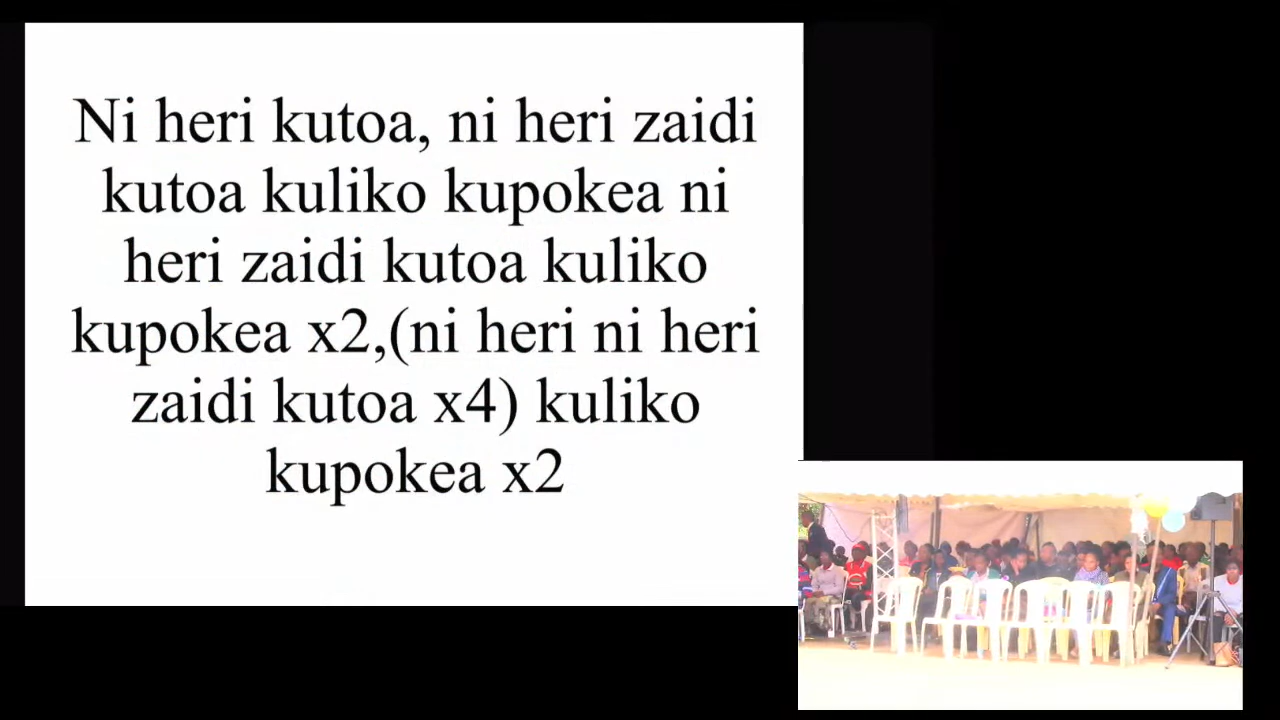 Ni heri kutoa, ni heri zaidi
kutoa kuliko kupokea ni
heri zaidi kutoa kuliko
kupokea x2,(ni heri ni heri
zaidi kutoa x4) kuliko
kupokea x2